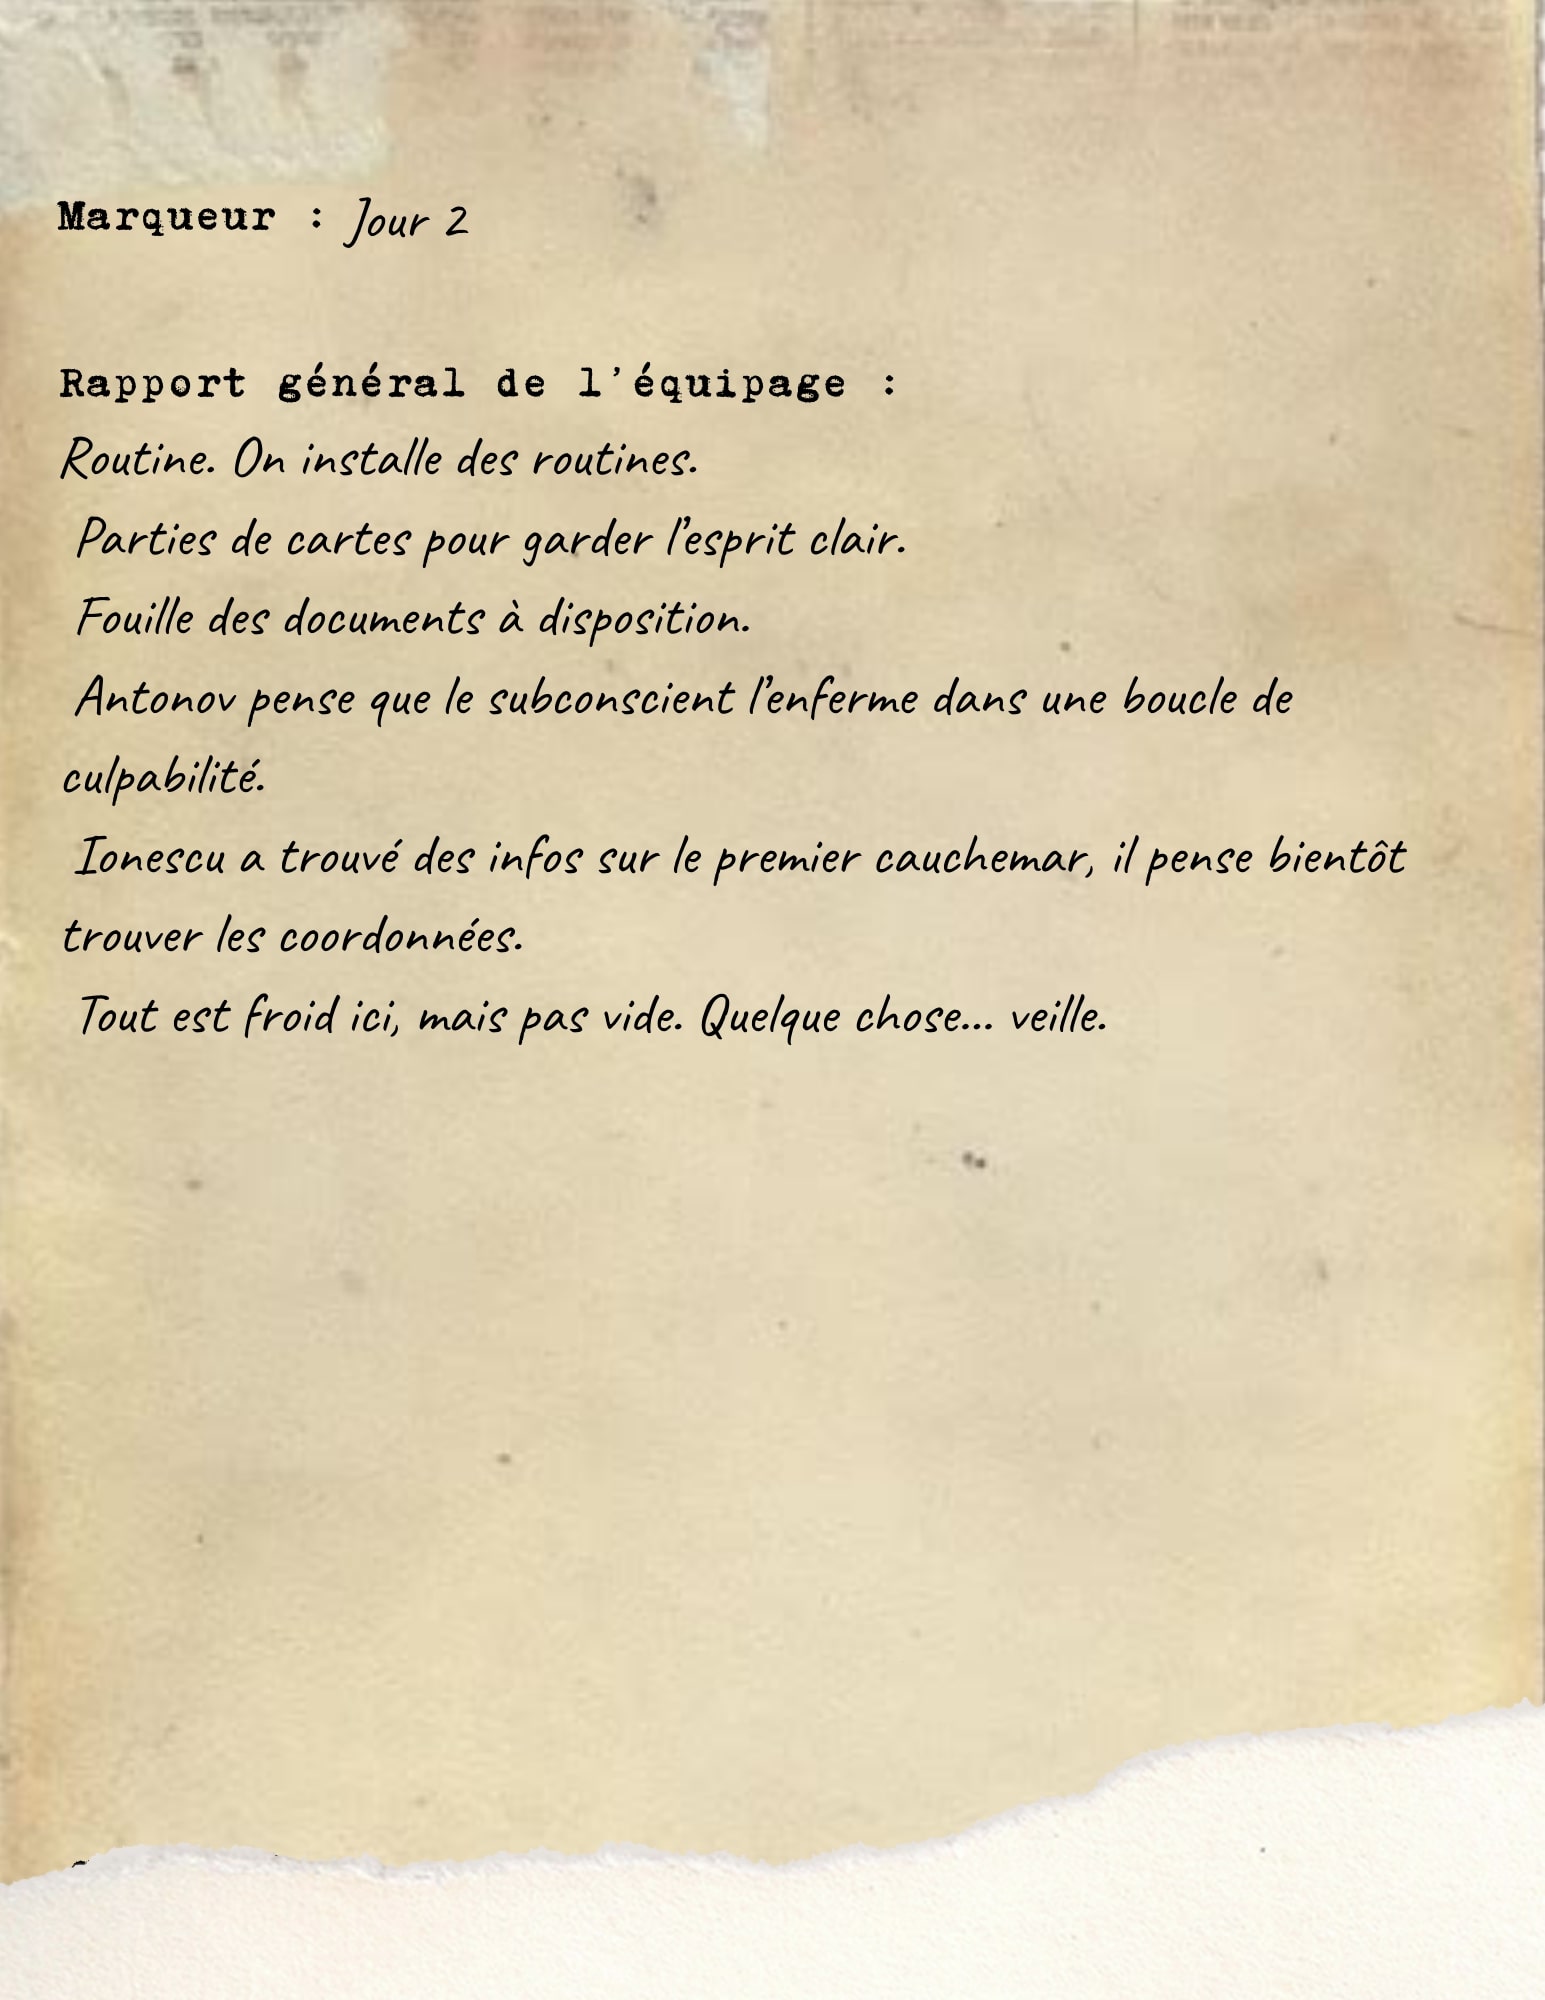 Marqueur : Jour 2
Rapport général de l'équipage :
Routine. On installe des routines.
Parties de cartes pour garder l'esprit clair.
Fouille des documents à disposition.
Antonov pense que le subconscient l'enferme dans une boucle de
culpabilité.
Ionescu a trouvé des infos sur le premier cauchemar, il pense bientôt
trouver les coordonnées.
Tout est froid ici, mais pas vide. Quelque chose... veille.